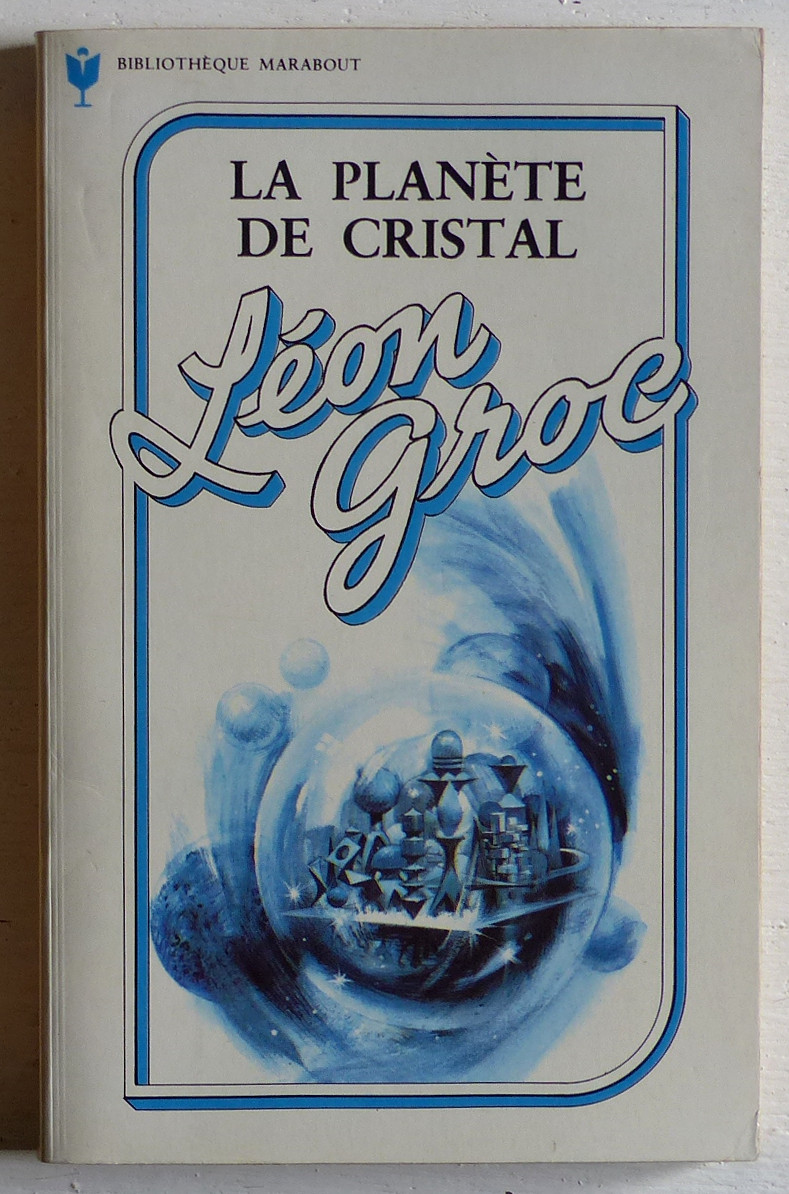 BIBLIOTHÈQUE MARABOUT
LA PLANÈTE
DE CRISTAL
Léon
Groc